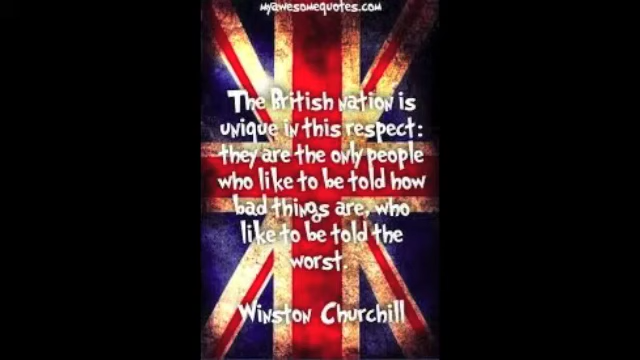 myawesomequotes.com
The British nation is
unique in this respect:
they are the only people
who like to be told how
bad things are, who
like to be told the
worst.
Winston Churchill